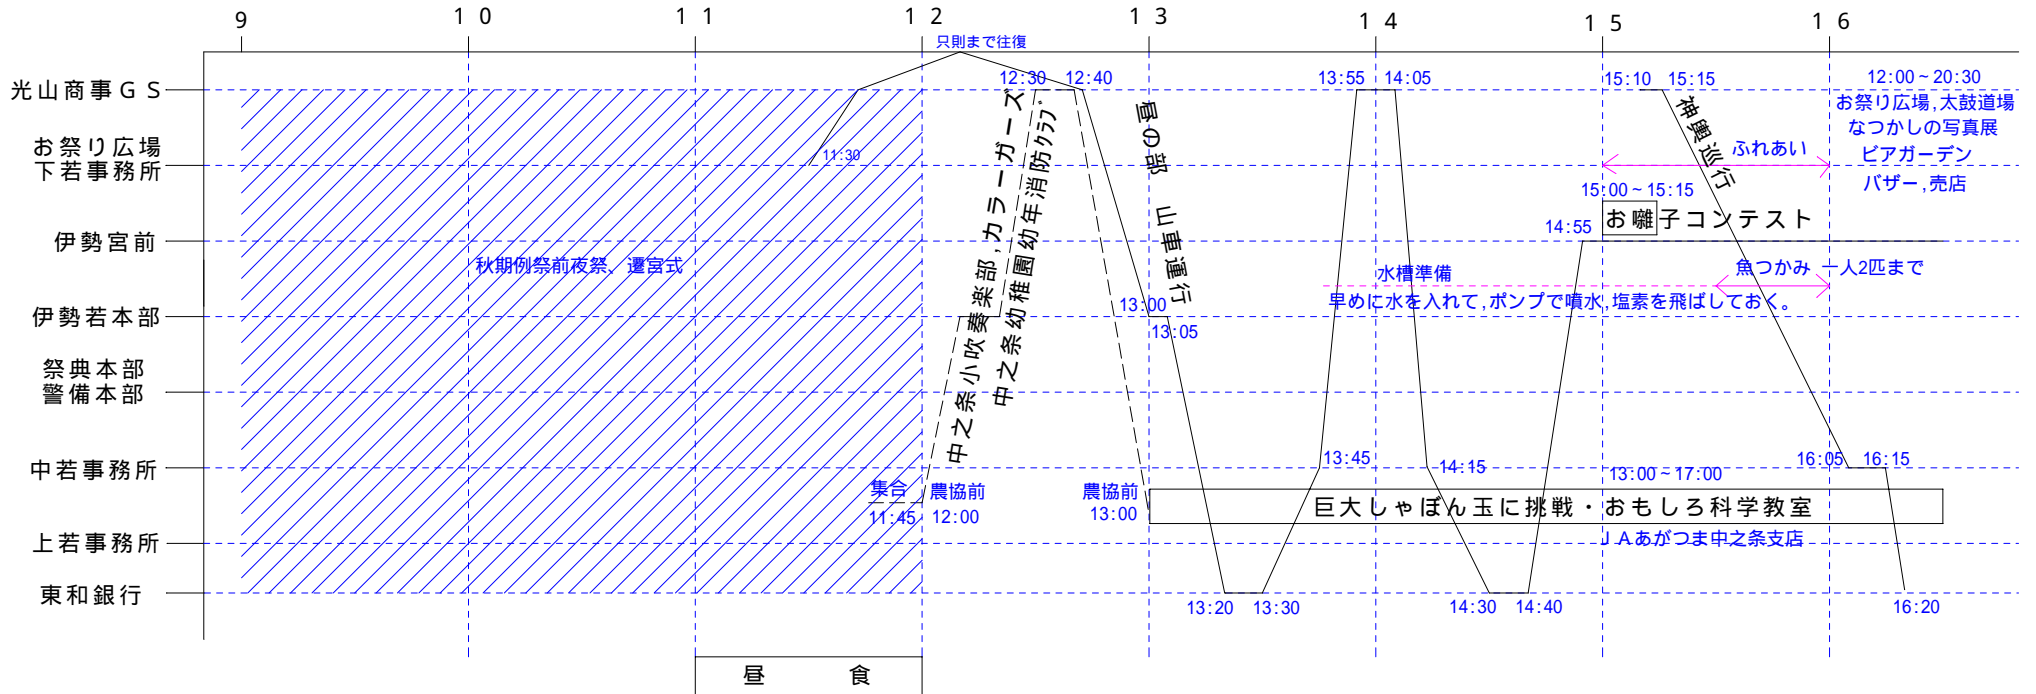 9
10
11
12
13
14
15
16
只則まで往復
光山商事GS
12:30
12:40
13:55
14:05
15:10
15:15
12:00~20:30
お祭り広場,太鼓道場
なつかしの写真展
ビアガーデン
バザー,売店
お祭り広場
下若事務所
11:30
ふれあい
15:00~15:15
お囃子コンテスト
伊勢宮前
14:55
秋期例祭前夜祭、遷宮式
中之条小吹奏楽部,カラーガーズ
中之条幼稚園幼年消防クラブ
昼の部 山車運行
神輿巡行
水槽準備
魚つかみ 一人2匹まで
早めに水を入れて,ポンプで噴水,塩素を飛ばしておく。
伊勢若本部
13:00
13:05
祭典本部
警備本部
中若事務所
13:45
14:15
13:00~17:00
16:05
16:15
集合
11:45
農協前
12:00
農協前
13:00
巨大しゃぼん玉に挑戦・おもしろ科学教室
JAあがつま中之条支店
上若事務所
東和銀行
13:20
13:30
14:30
14:40
16:20
昼 食